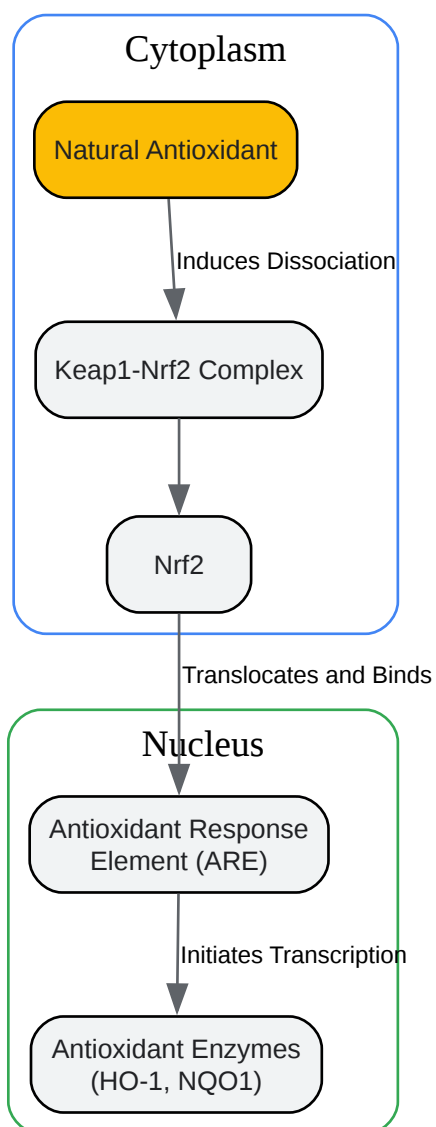 Cytoplasm
Natural Antioxidant
Induces Dissociation
Keap1-Nrf2 Complex
Nrf2
Translocates and Binds
Nucleus
Antioxidant Response
Element (ARE)
Initiates Transcription
Antioxidant Enzymes
(HO-1, NQO1)